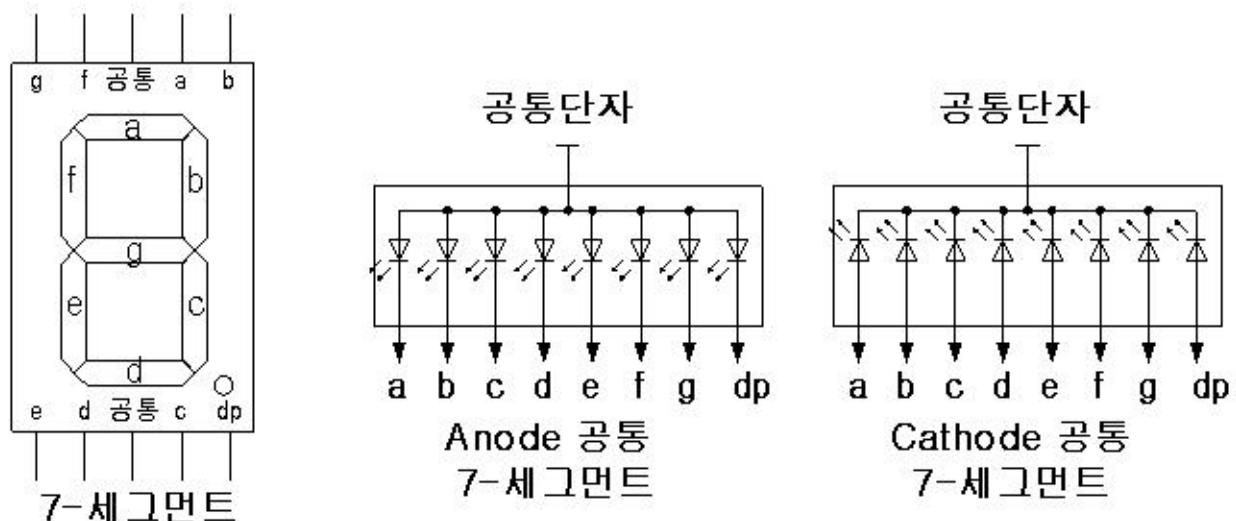 g f 공통 a b
a
f b
g
e c
d
e d 공통 c dp
7-세그먼트
공통단자
a b c d e f g dp
Anode 공통
7-세그먼트
공통단자
a b c d e f g dp
Cathode 공통
7-세그먼트